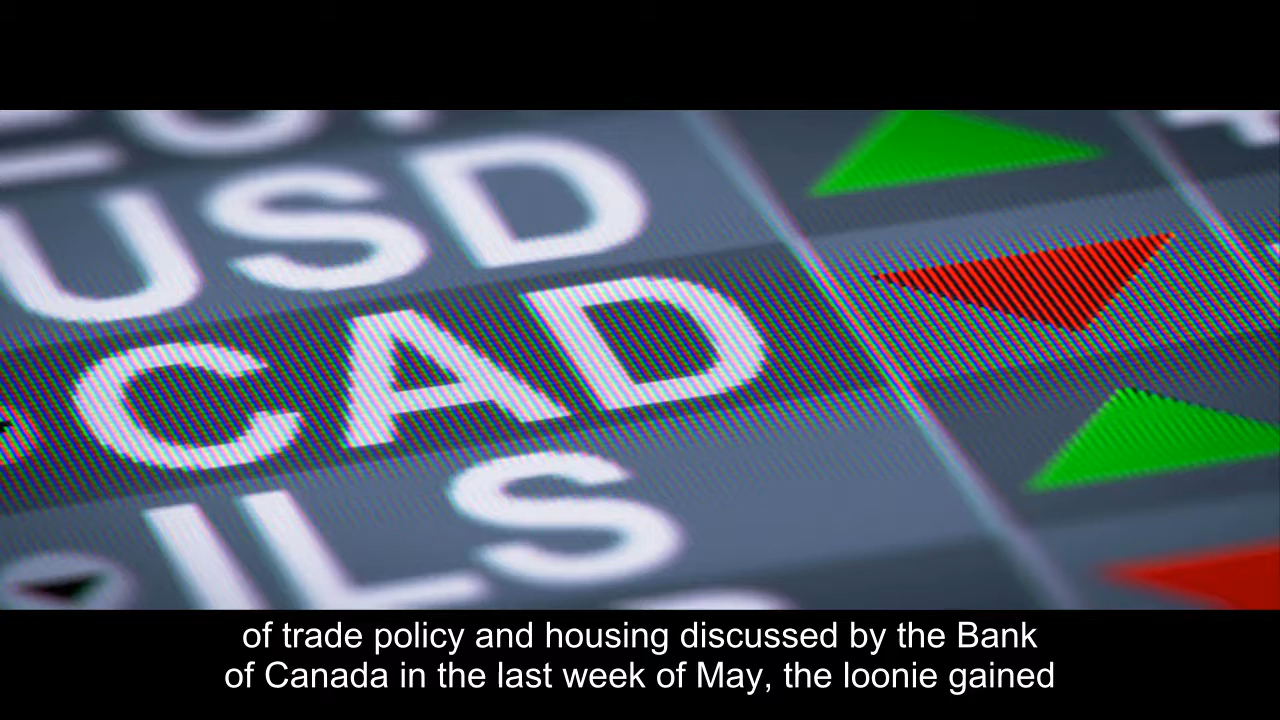 USD
CAD
ILS
of trade policy and housing discussed by the Bank
of Canada in the last week of May, the loonie gained